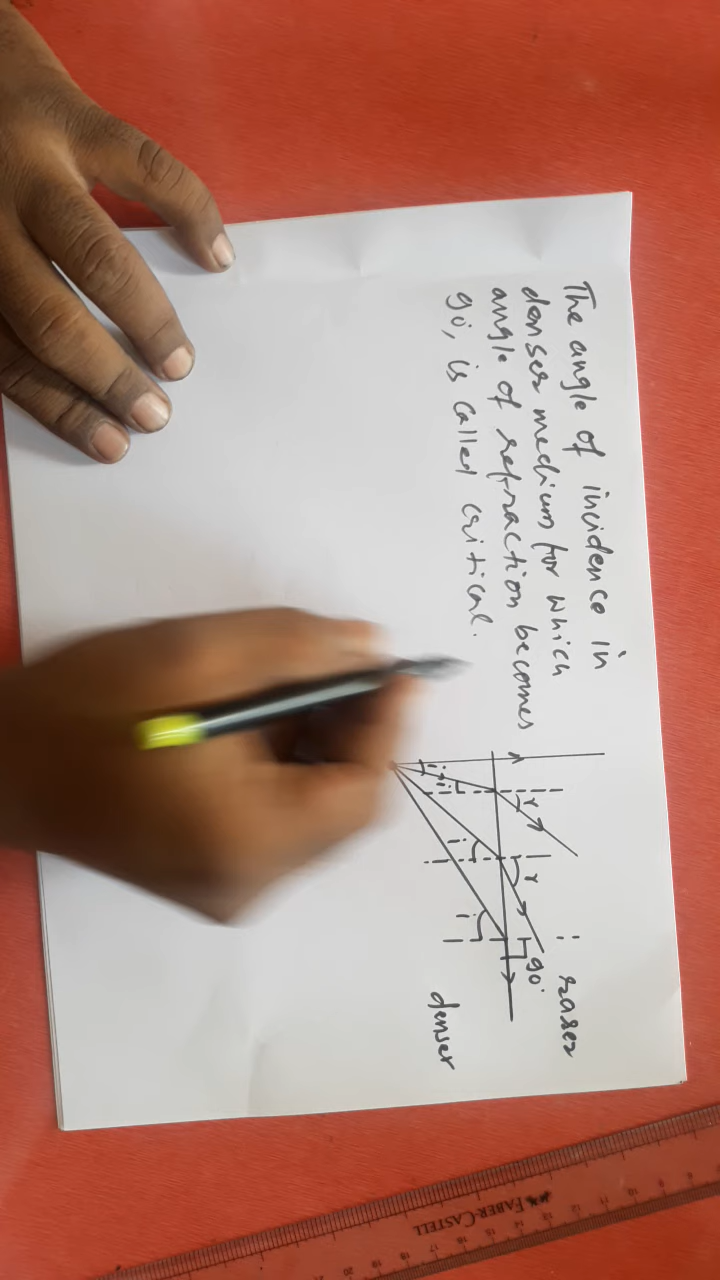 The angle of incidence in
denser medium for which
angle of refraction becomes
90°, is called critical.
r
r
90°
rarer
i
i
i
denser
FABER-CASTELL